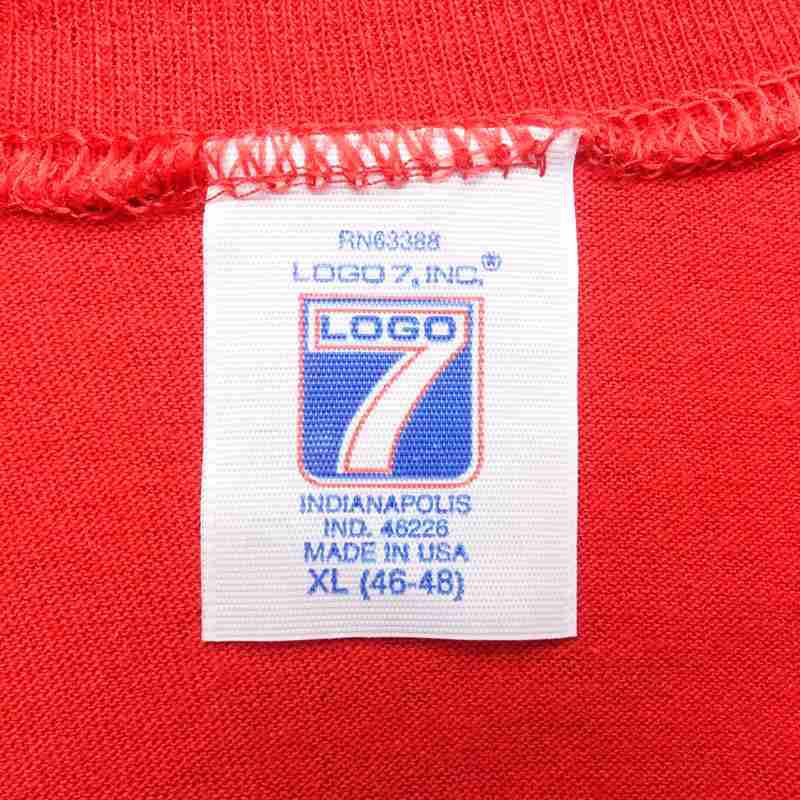 RN63388
LOGO 7, INC.®
LOGO
7
INDIANAPOLIS
IND. 46226
MADE IN USA
XL (46-48)